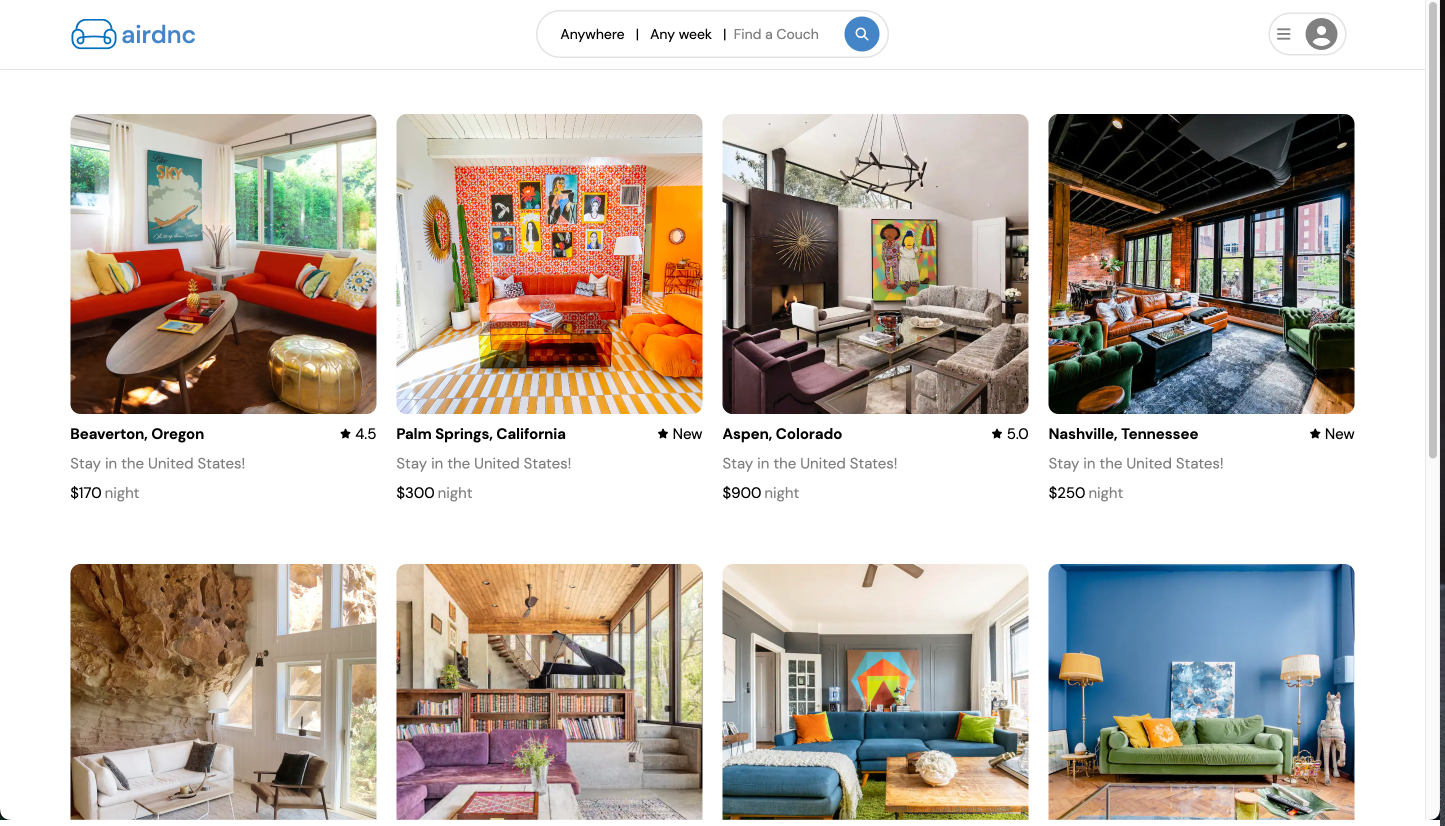 airdnc
Anywhere | Any week | Find a Couch
SKY
Beaverton, Oregon
4.5
Stay in the United States!
$170 night
Palm Springs, California
New
Stay in the United States!
$300 night
Aspen, Colorado
5.0
Stay in the United States!
$900 night
Nashville, Tennessee
New
Stay in the United States!
$250 night